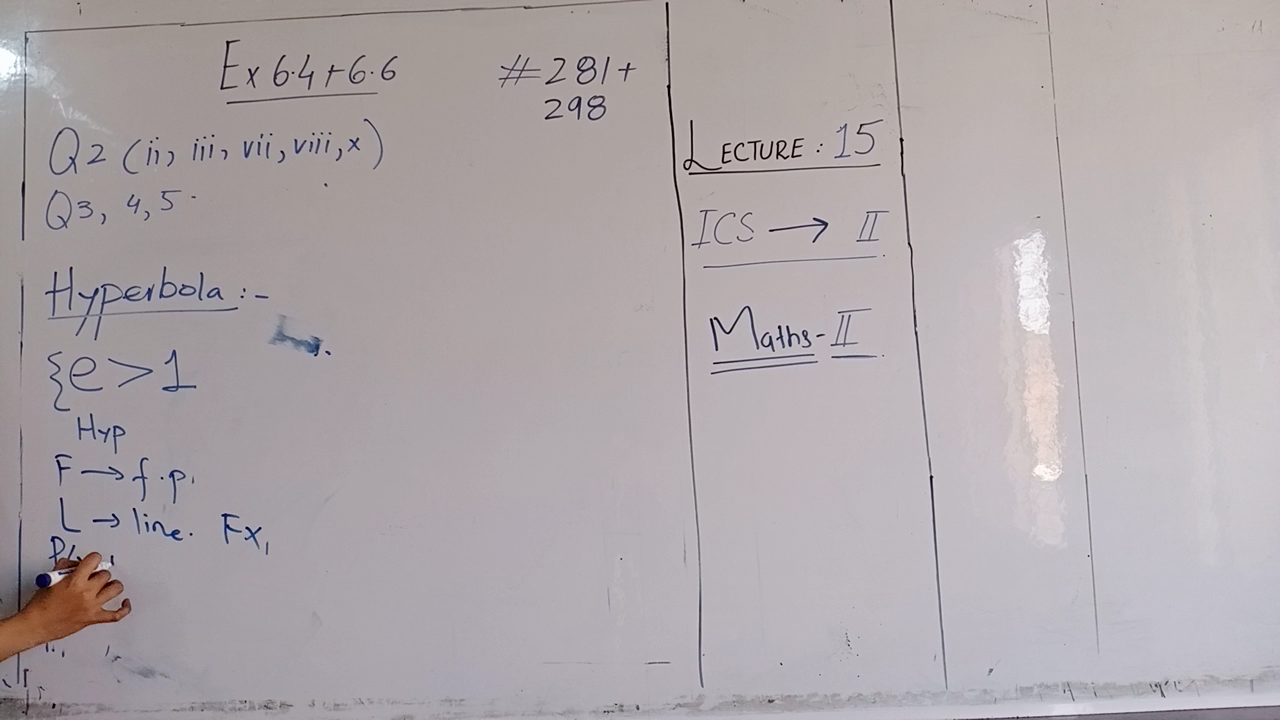 Ex 6.4+6.6
#281+
298
Q2 (ii, iii, vii, viii, x)
Q3, 4, 5
Hyperbola :-
{e > 1
Hyp
F → f.p.
L → line. Fx,
LECTURE : 15
ICS → II
Maths-II